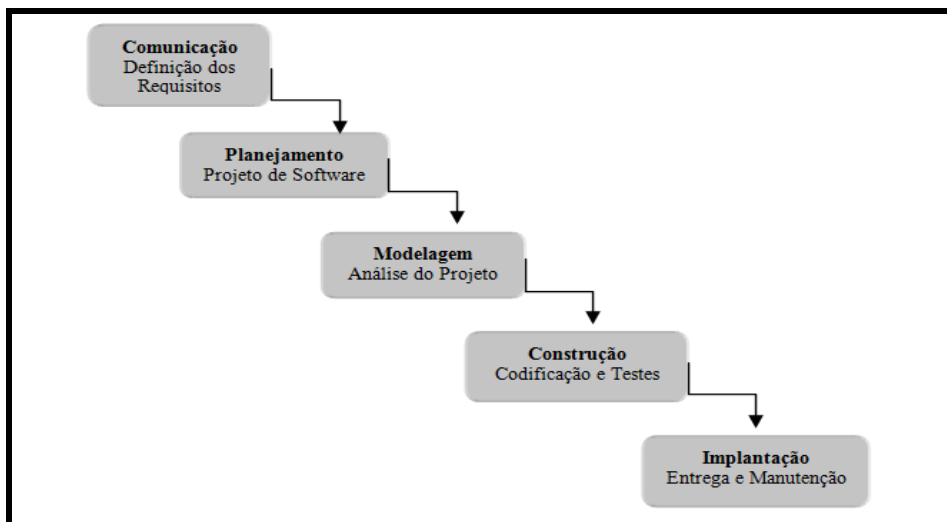 Comunicação
Definição dos
Requisitos
Planejamento
Projeto de Software
Modelagem
Análise do Projeto
Construção
Codificação e Testes
Implantação
Entrega e Manutenção